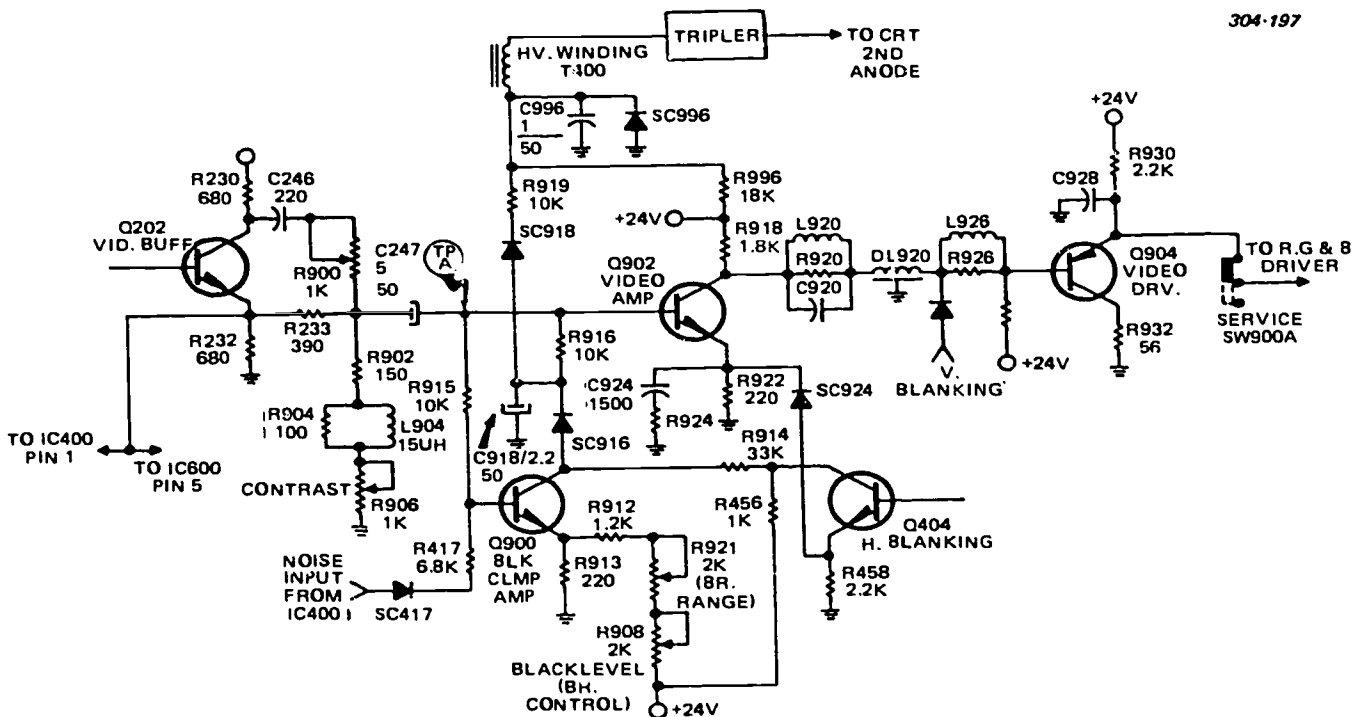 304-197
TRIPLER
TO CRT
2ND
ANODE
HV. WINDING
T400
C996
1
50
SC996
+24V
R930
2.2K
C928
R230
680
C246
220
R919
10K
R996
18K
+24V
R918
1.8K
L920
L926
Q202
VID. BUFF
C247
5
50
TP
A
SC918
Q902
VIDEO
AMP
R920
DL920
R926
Q904
VIDEO
DRV.
TO R.G & B
DRIVER
R900
1K
C920
R233
390
R232
680
R916
10K
R932
56
SERVICE
SW900A
+24V
V.
BLANKING
R902
150
R915
10K
C924
1500
R922
220
R924
SC924
R904
100
L904
15UH
SC916
R914
33K
TO IC400
PIN 1
TO IC600
PIN 5
C918/2.2
50
CONTRAST
R906
1K
R912
1.2K
R456
1K
Q404
H. BLANKING
R417
6.8K
Q900
BLK
CLMP
AMP
R913
220
R921
2K
(BR.
RANGE)
R458
2.2K
NOISE
INPUT
FROM
IC400
SC417
H908
2K
BLACKLEVEL
(BH.
CONTROL)
+24V